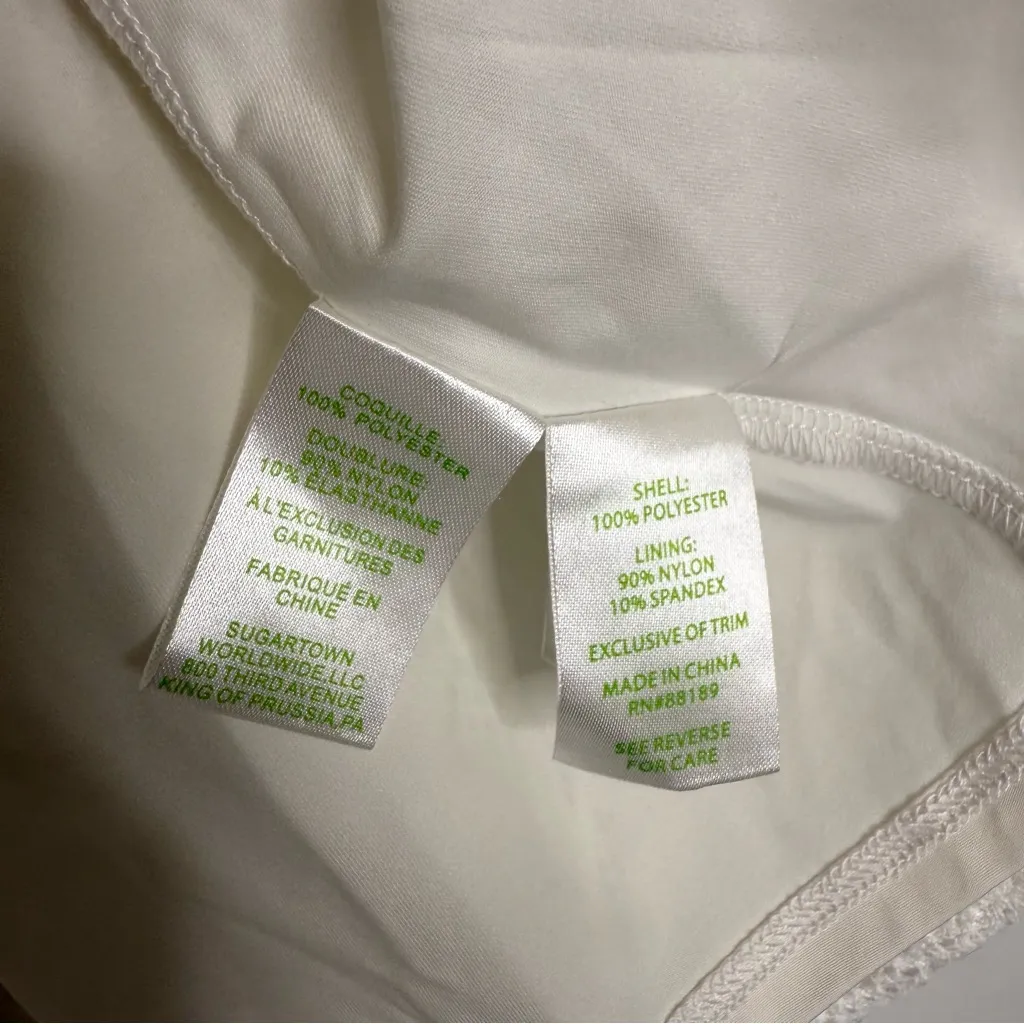 COQUILLE
100% POLYESTER
DOUBLURE
90% NYLON
10% ELASTHANNE
À L'EXCLUSION DES
GARNITURES
FABRIQUÉ EN
CHINE
SUGARTOWN
WORLDWIDE, LLC
800 THIRD AVENUE
KING OF PRUSSIA PA
SHELL:
100% POLYESTER
LINING:
90% NYLON
10% SPANDEX
EXCLUSIVE OF TRIM
MADE IN CHINA
RN#88189
SEE REVERSE
FOR CARE